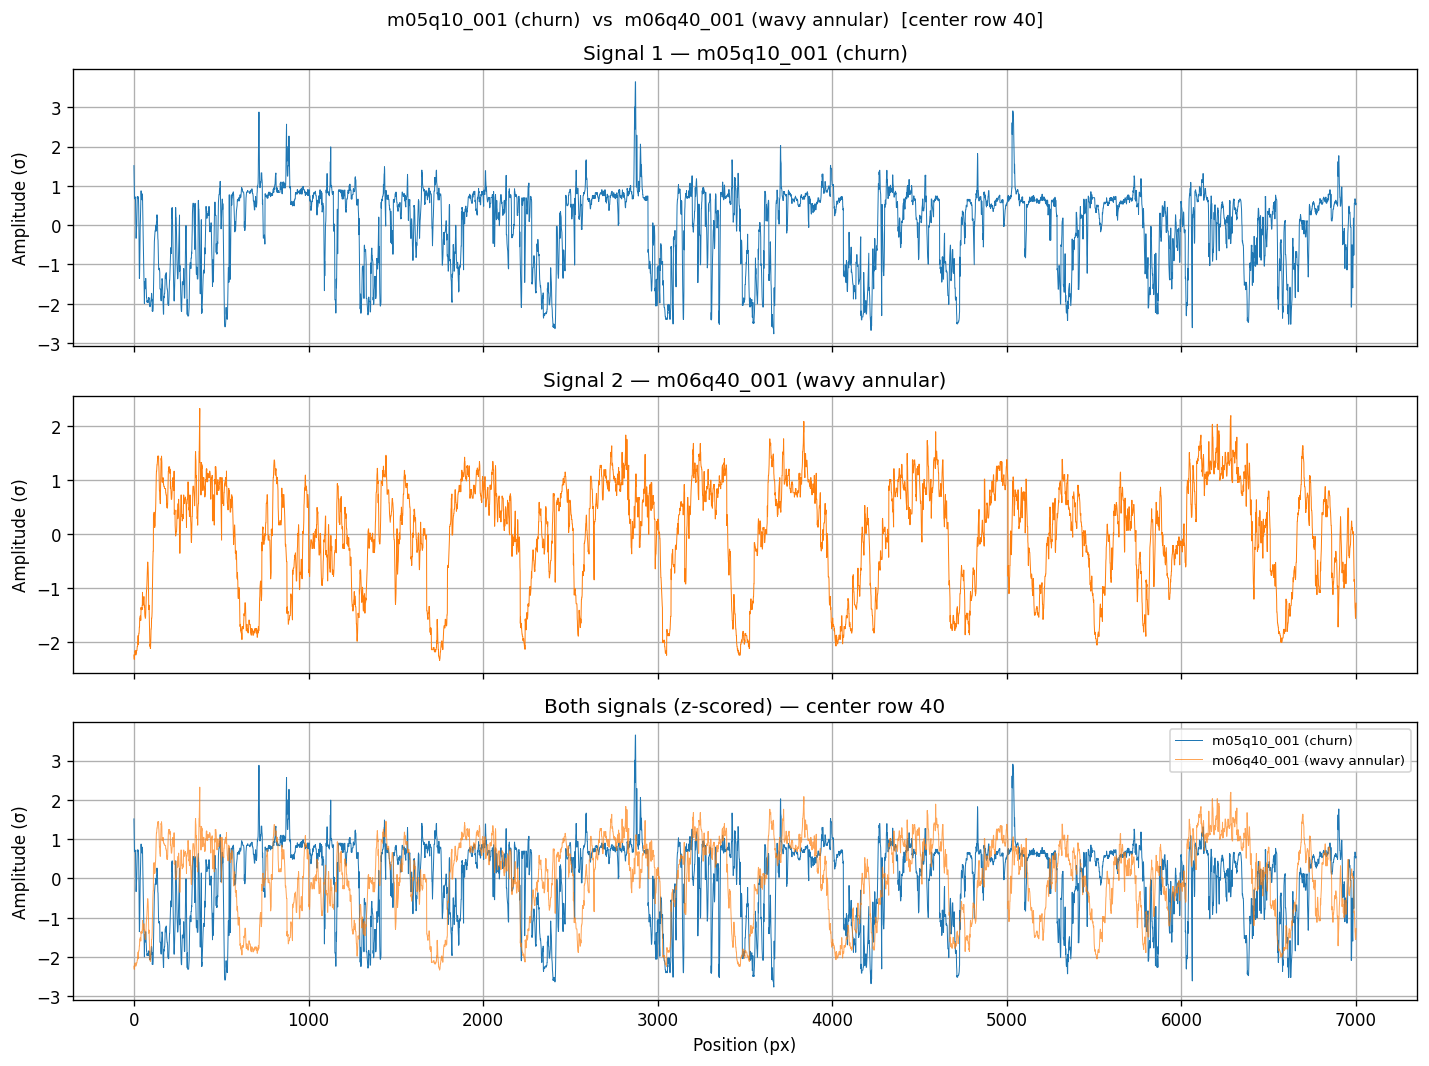 m05q10_001 (churn)  vs  m06q40_001 (wavy annular)  [center row 40]
Signal 1 — m05q10_001 (churn)
Amplitude (σ)
3
2
1
0
−1
−2
−3
Signal 2 — m06q40_001 (wavy annular)
Amplitude (σ)
2
1
0
−1
−2
Both signals (z-scored) — center row 40
m05q10_001 (churn)
m06q40_001 (wavy annular)
Amplitude (σ)
3
2
1
0
−1
−2
−3
0 1000 2000 3000 4000 5000 6000 7000
Position (px)